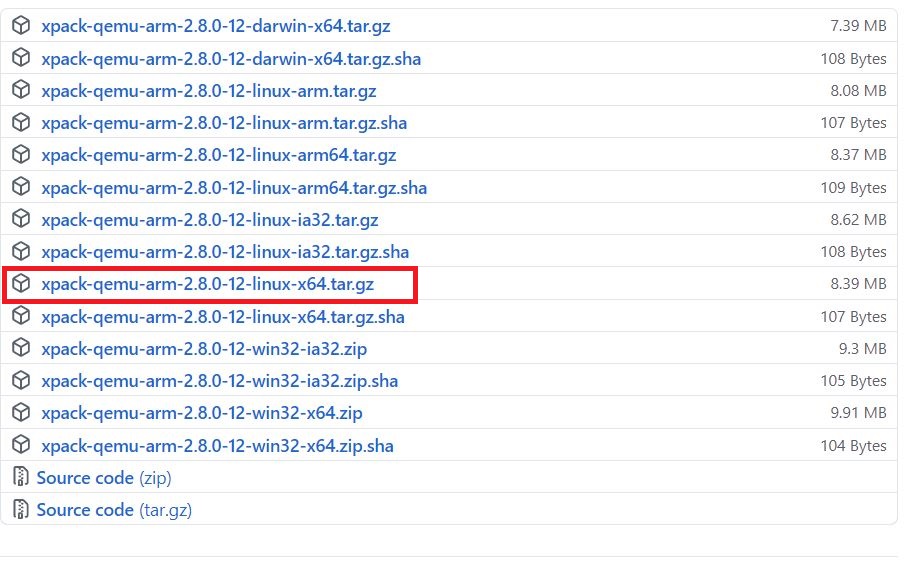 xpack-qemu-arm-2.8.0-12-darwin-x64.tar.gz 7.39 MB
xpack-qemu-arm-2.8.0-12-darwin-x64.tar.gz.sha 108 Bytes
xpack-qemu-arm-2.8.0-12-linux-arm.tar.gz 8.08 MB
xpack-qemu-arm-2.8.0-12-linux-arm.tar.gz.sha 107 Bytes
xpack-qemu-arm-2.8.0-12-linux-arm64.tar.gz 8.37 MB
xpack-qemu-arm-2.8.0-12-linux-arm64.tar.gz.sha 109 Bytes
xpack-qemu-arm-2.8.0-12-linux-ia32.tar.gz 8.62 MB
xpack-qemu-arm-2.8.0-12-linux-ia32.tar.gz.sha 108 Bytes
xpack-qemu-arm-2.8.0-12-linux-x64.tar.gz 8.39 MB
xpack-qemu-arm-2.8.0-12-linux-x64.tar.gz.sha 107 Bytes
xpack-qemu-arm-2.8.0-12-win32-ia32.zip 9.3 MB
xpack-qemu-arm-2.8.0-12-win32-ia32.zip.sha 105 Bytes
xpack-qemu-arm-2.8.0-12-win32-x64.zip 9.91 MB
xpack-qemu-arm-2.8.0-12-win32-x64.zip.sha 104 Bytes
Source code (zip)
Source code (tar.gz)